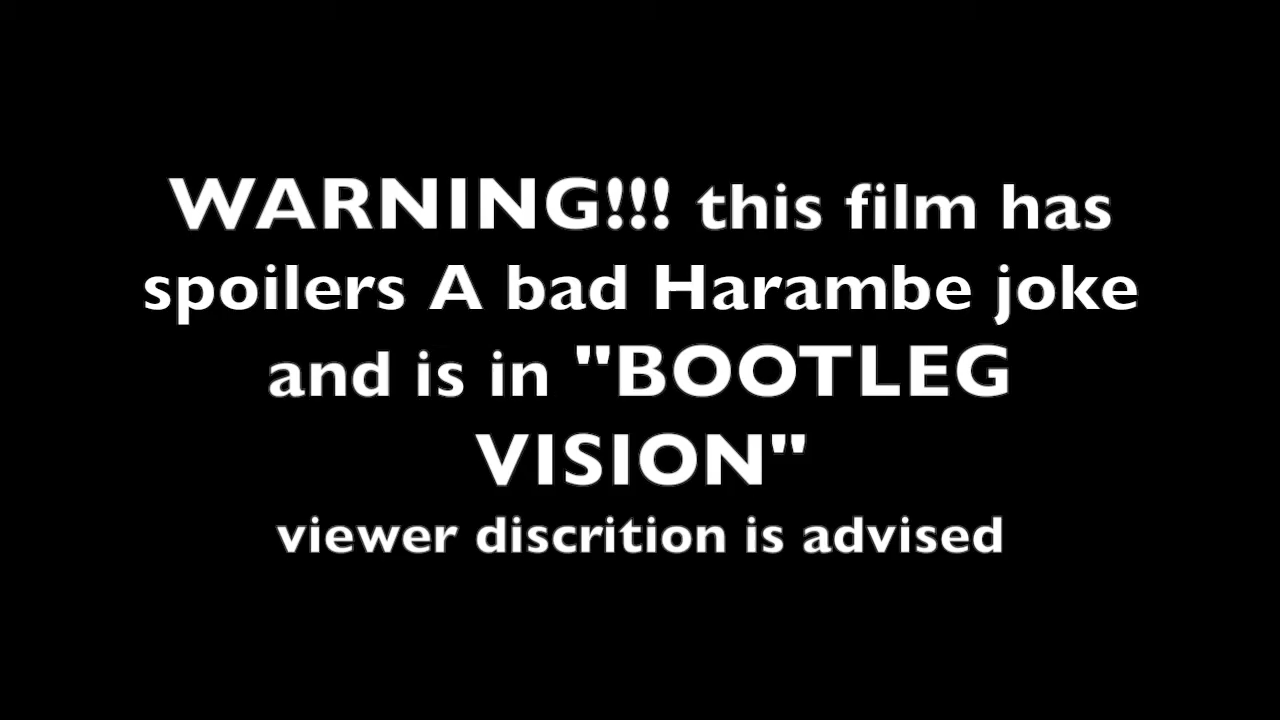 WARNING!!! this film has
spoilers A bad Harambe joke
and is in "BOOTLEG
VISION"
viewer discrition is advised